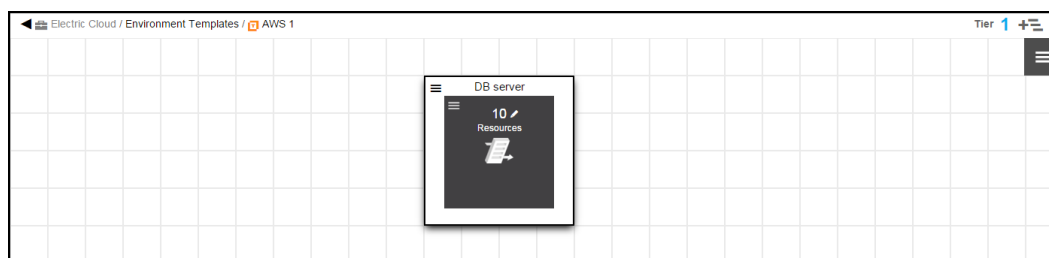 Electric Cloud / Environment Templates / AWS 1
Tier 1
DB server
10
Resources